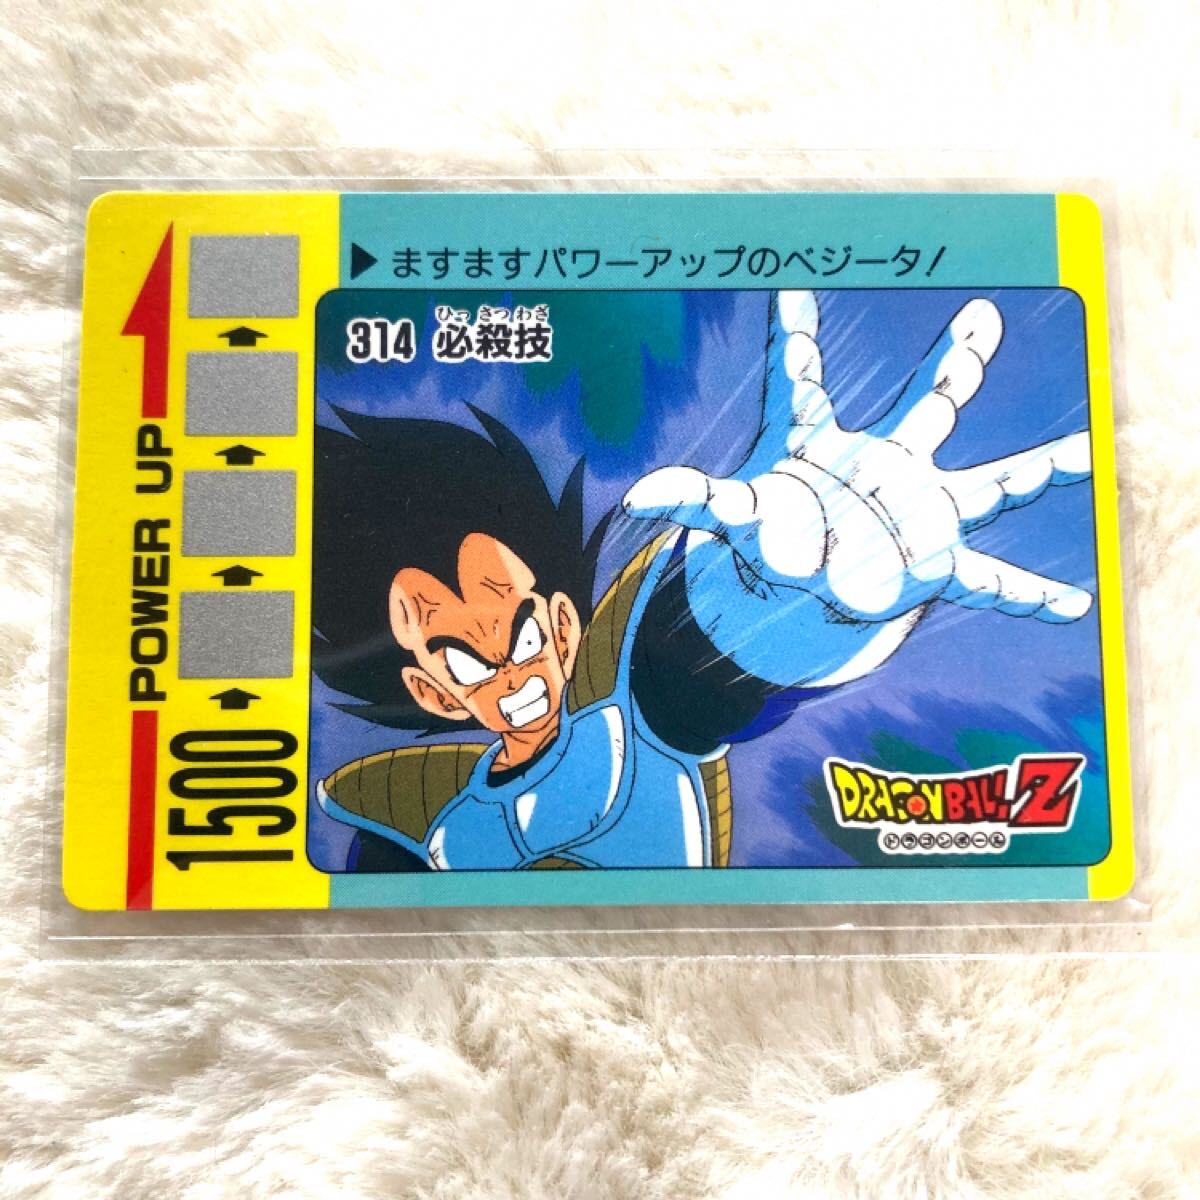 ▶ますますパワーアップのベジータ!
ひっ さつ わざ
314 必殺技
POWER UP
1500
DRAGON BALL Z
ドラゴンボール